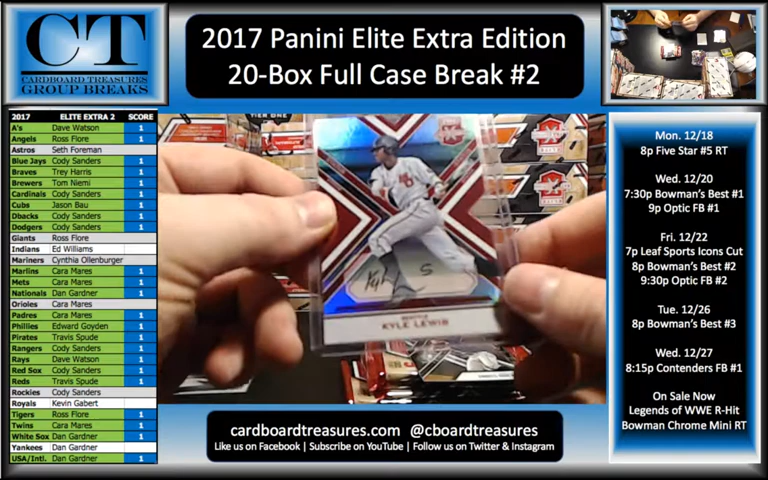 CT
CARDBOARD TREASURES
GROUP BREAKS
2017 Panini Elite Extra Edition
20-Box Full Case Break #2
2017 ELITE EXTRA 2 SCORE
A's Dave Watson 1
Angels Ross Flore 1
Astros Seth Foreman
Blue Jays Cody Sanders 1
Braves Trey Harris 1
Brewers Tom Niemi 1
Cardinals Cody Sanders 1
Cubs Jason Bau 1
Dbacks Cody Sanders 1
Dodgers Cody Sanders 1
Giants Ross Flore
Indians Ed Williams
Mariners Cynthia Ollenburger
Marlins Cara Mares 1
Mets Cara Mares 1
Nationals Dan Gardner 1
Orioles Cara Mares
Padres Cara Mares 1
Phillies Edward Goyden 1
Pirates Travis Spude 1
Rangers Cody Sanders 1
Rays Dave Watson 1
Red Sox Cody Sanders 1
Reds Travis Spude 1
Rockies Cody Sanders
Royals Kevin Gabert
Tigers Ross Flore 1
Twins Cara Mares 1
White Sox Dan Gardner 1
Yankees Dan Gardner
USA/Intl. Dan Gardner 1
TIER ONE
KYLE LEWIS
Mon. 12/18
8p Five Star #5 RT
Wed. 12/20
7:30p Bowman's Best #1
9p Optic FB #1
Fri. 12/22
7p Leaf Sports Icons Cut
8p Bowman's Best #2
9:30p Optic FB #2
Tue. 12/26
8p Bowman's Best #3
Wed. 12/27
8:15p Contenders FB #1
On Sale Now
Legends of WWE R-Hit
Bowman Chrome Mini RT
cardboardtreasures.com @cboardtreasures
Like us on Facebook | Subscribe on YouTube | Follow us on Twitter & Instagram